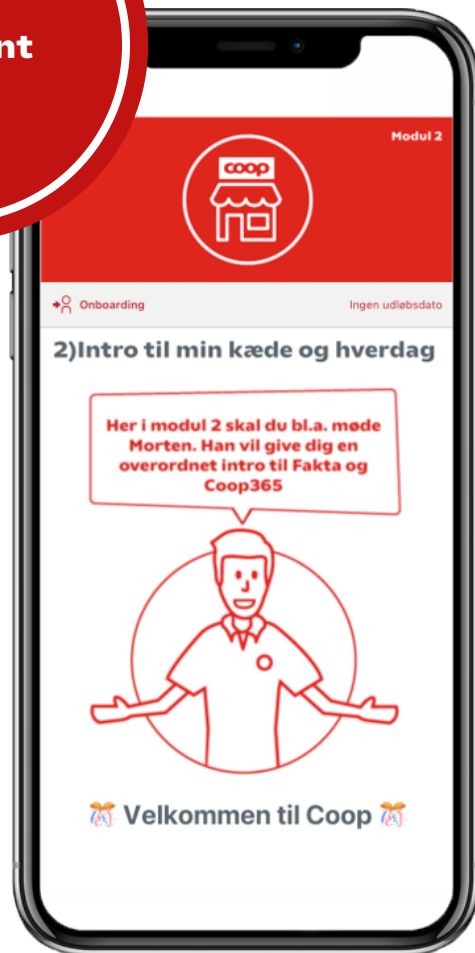 nt
Modul 2
coop
Onboarding
Ingen udløbsdato
2)Intro til min kæde og hverdag
Her i modul 2 skal du bl.a. møde
Morten. Han vil give dig en
overordnet intro til Fakta og
Coop365
Velkommen til Coop